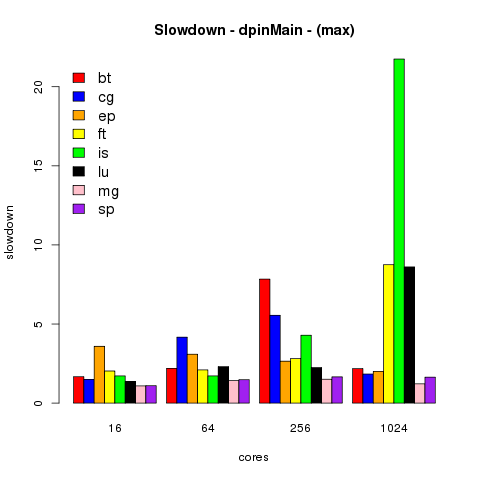 Slowdown - dpinMain - (max)
bt
cg
ep
ft
is
lu
mg
sp
slowdown
20
15
10
5
0
16 64 256 1024
cores